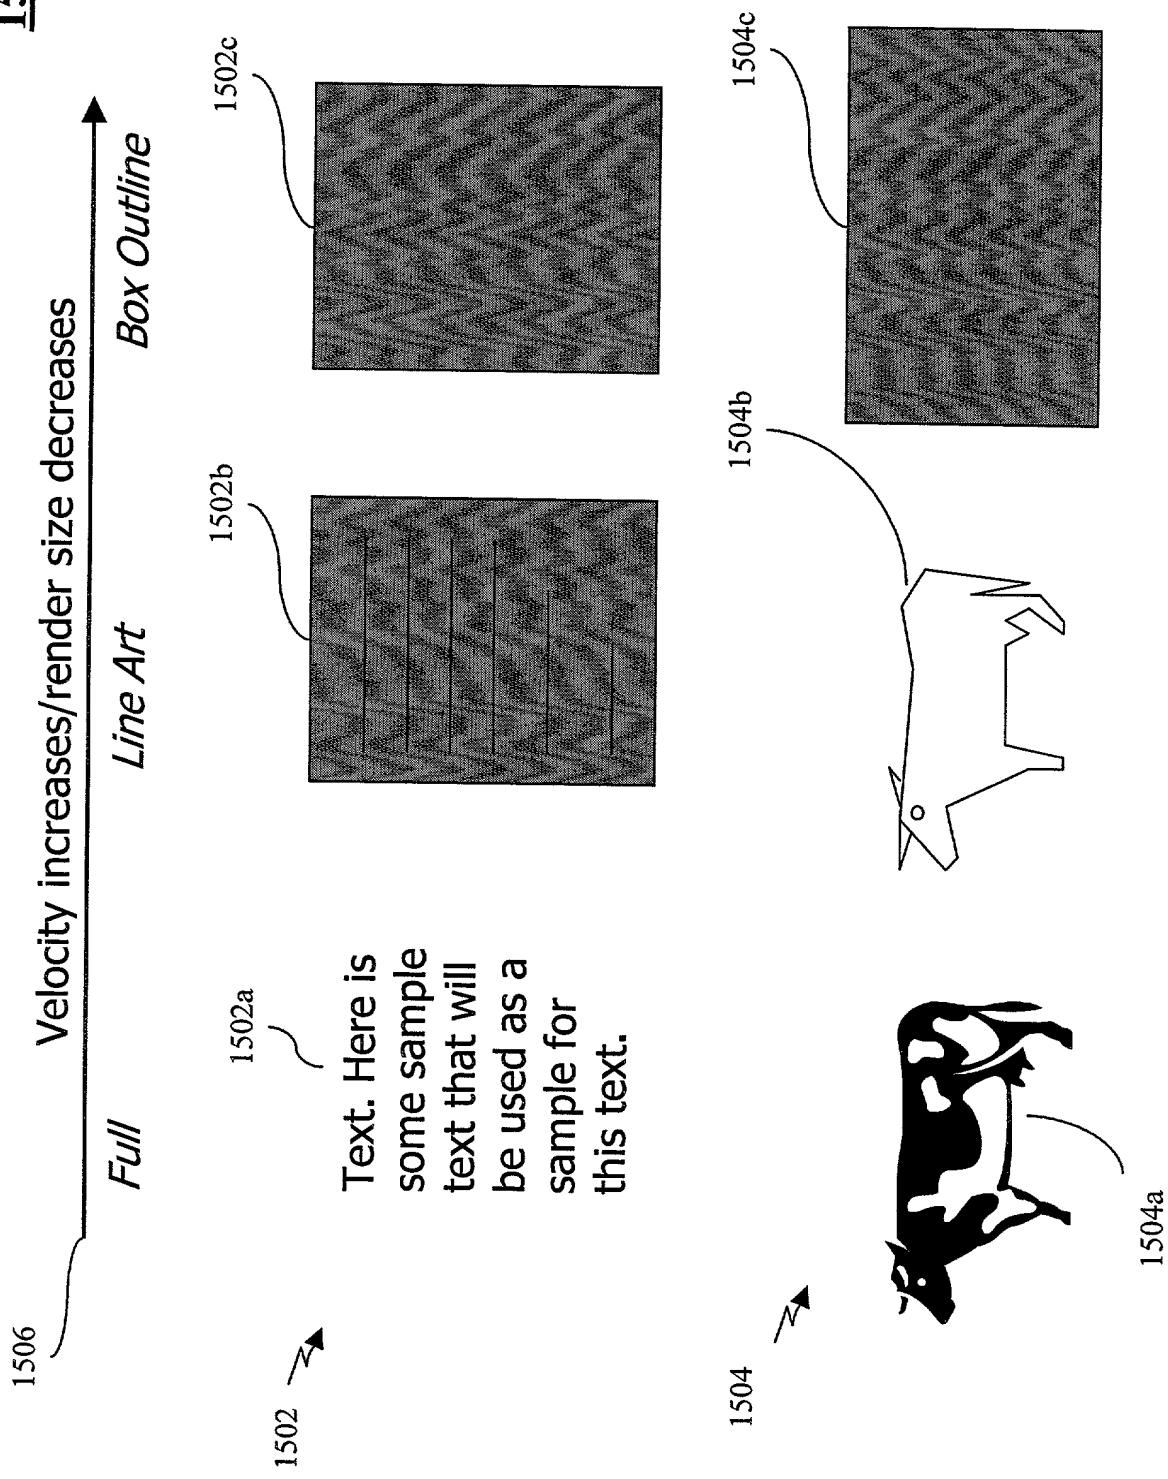 1506
Velocity increases/render size decreases
Full
Line Art
Box Outline
1502
1502a
1502b
1502c
Text. Here is
some sample
text that will
be used as a
sample for
this text.
1504
1504a
1504b
1504c